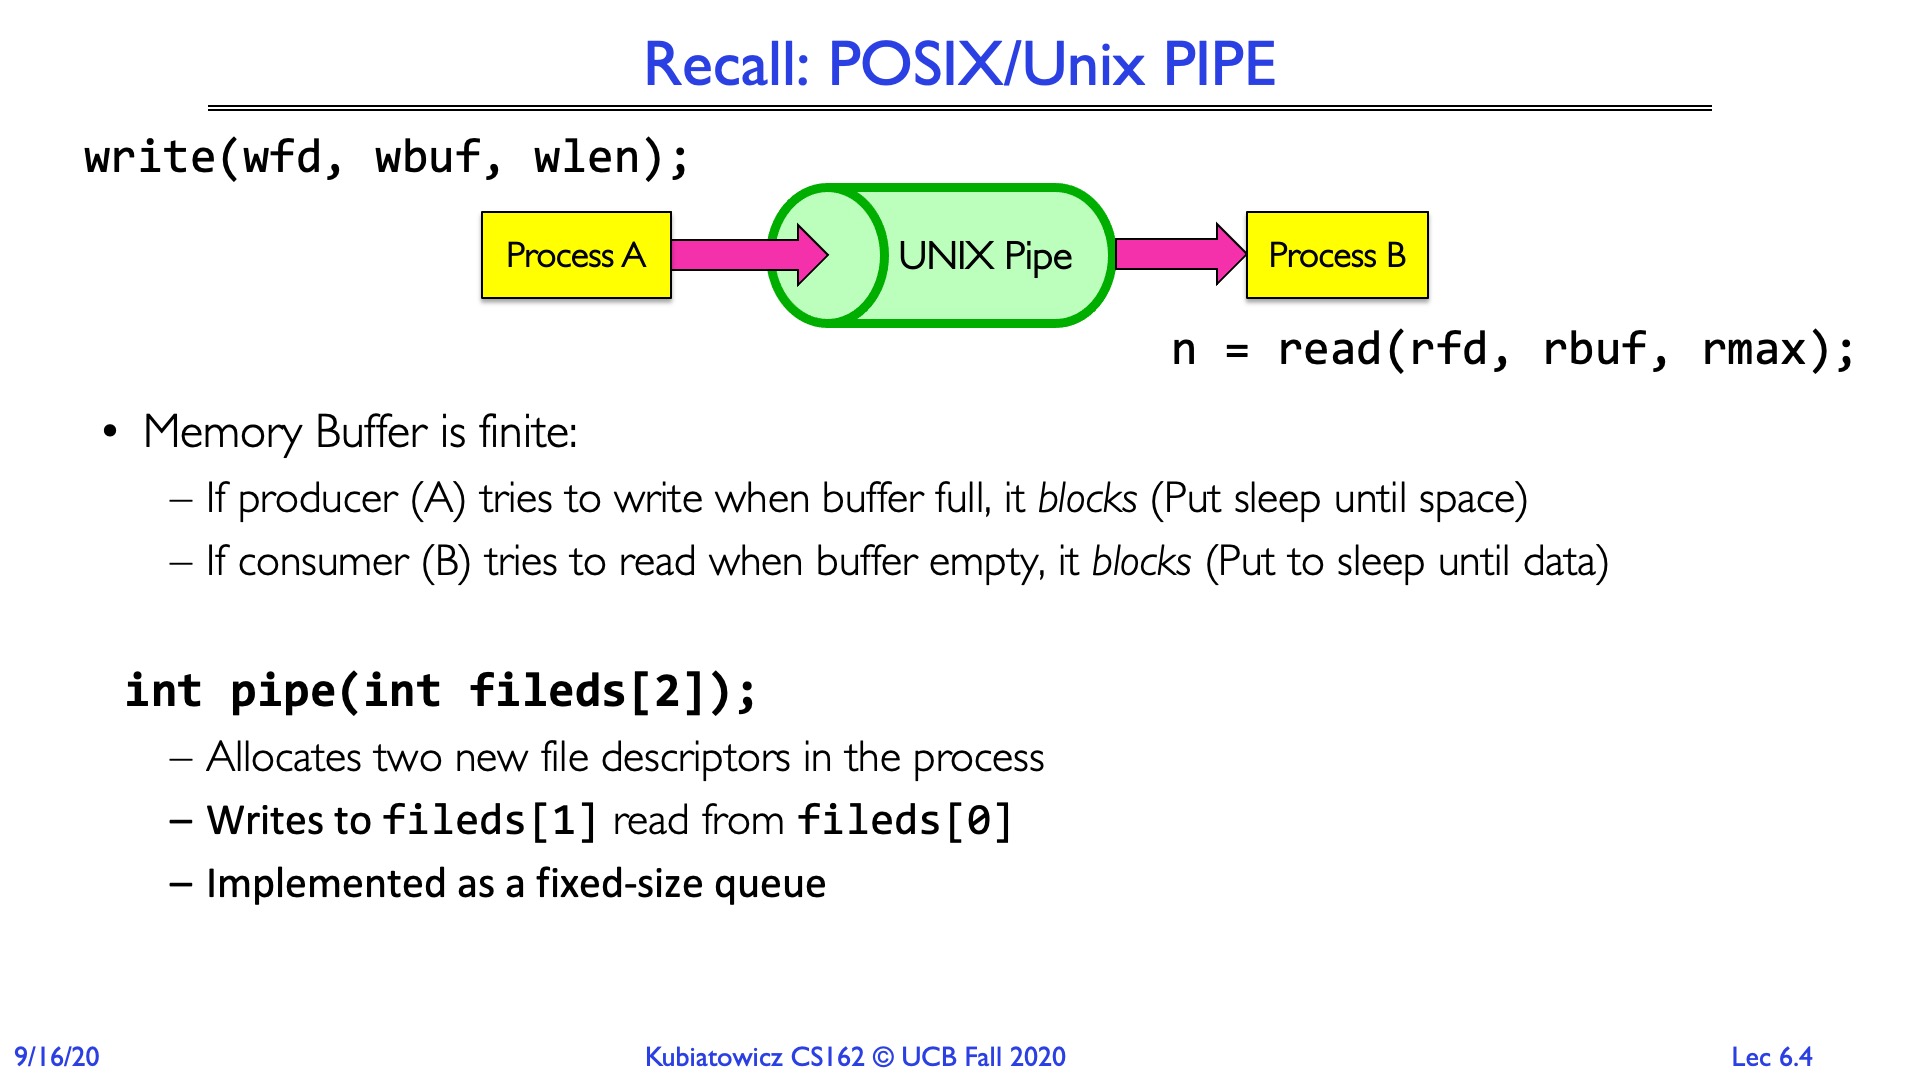 Recall: POSIX/Unix PIPE
write(wfd, wbuf, wlen);
Process A
UNIX Pipe
Process B
n = read(rfd, rbuf, rmax);
• Memory Buffer is finite:
– If producer (A) tries to write when buffer full, it blocks (Put sleep until space)
– If consumer (B) tries to read when buffer empty, it blocks (Put to sleep until data)
int pipe(int fileds[2]);
– Allocates two new file descriptors in the process
– Writes to fileds[1] read from fileds[0]
– Implemented as a fixed-size queue
9/16/20
Kubiatowicz CS162 © UCB Fall 2020
Lec 6.4